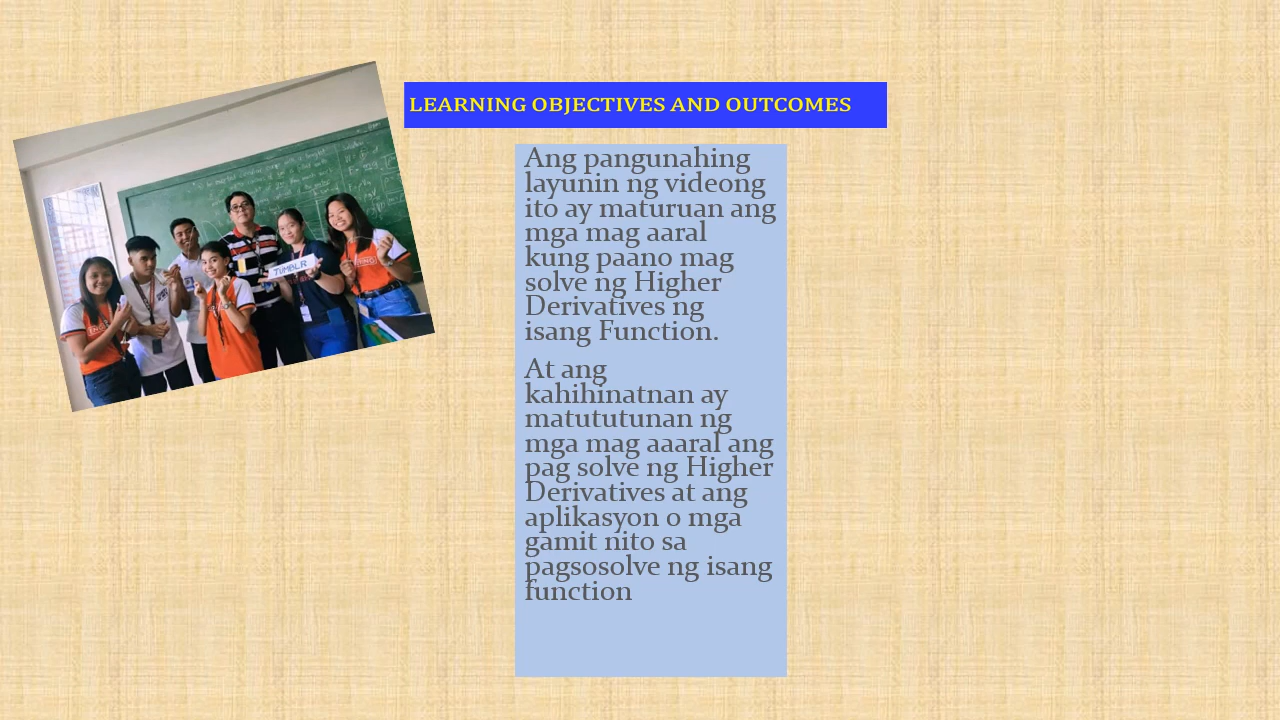 LEARNING OBJECTIVES AND OUTCOMES
Ang pangunahing
layunin ng videong
ito ay maturuan ang
mga mag aaral
kung paano mag
solve ng Higher
Derivatives ng
isang Function.
At ang
kahihinatnan ay
matututunan ng
mga mag aaaral ang
pag solve ng Higher
Derivatives at ang
aplikasyon o mga
gamit nito sa
pagsosolve ng isang
function
TUMBLR